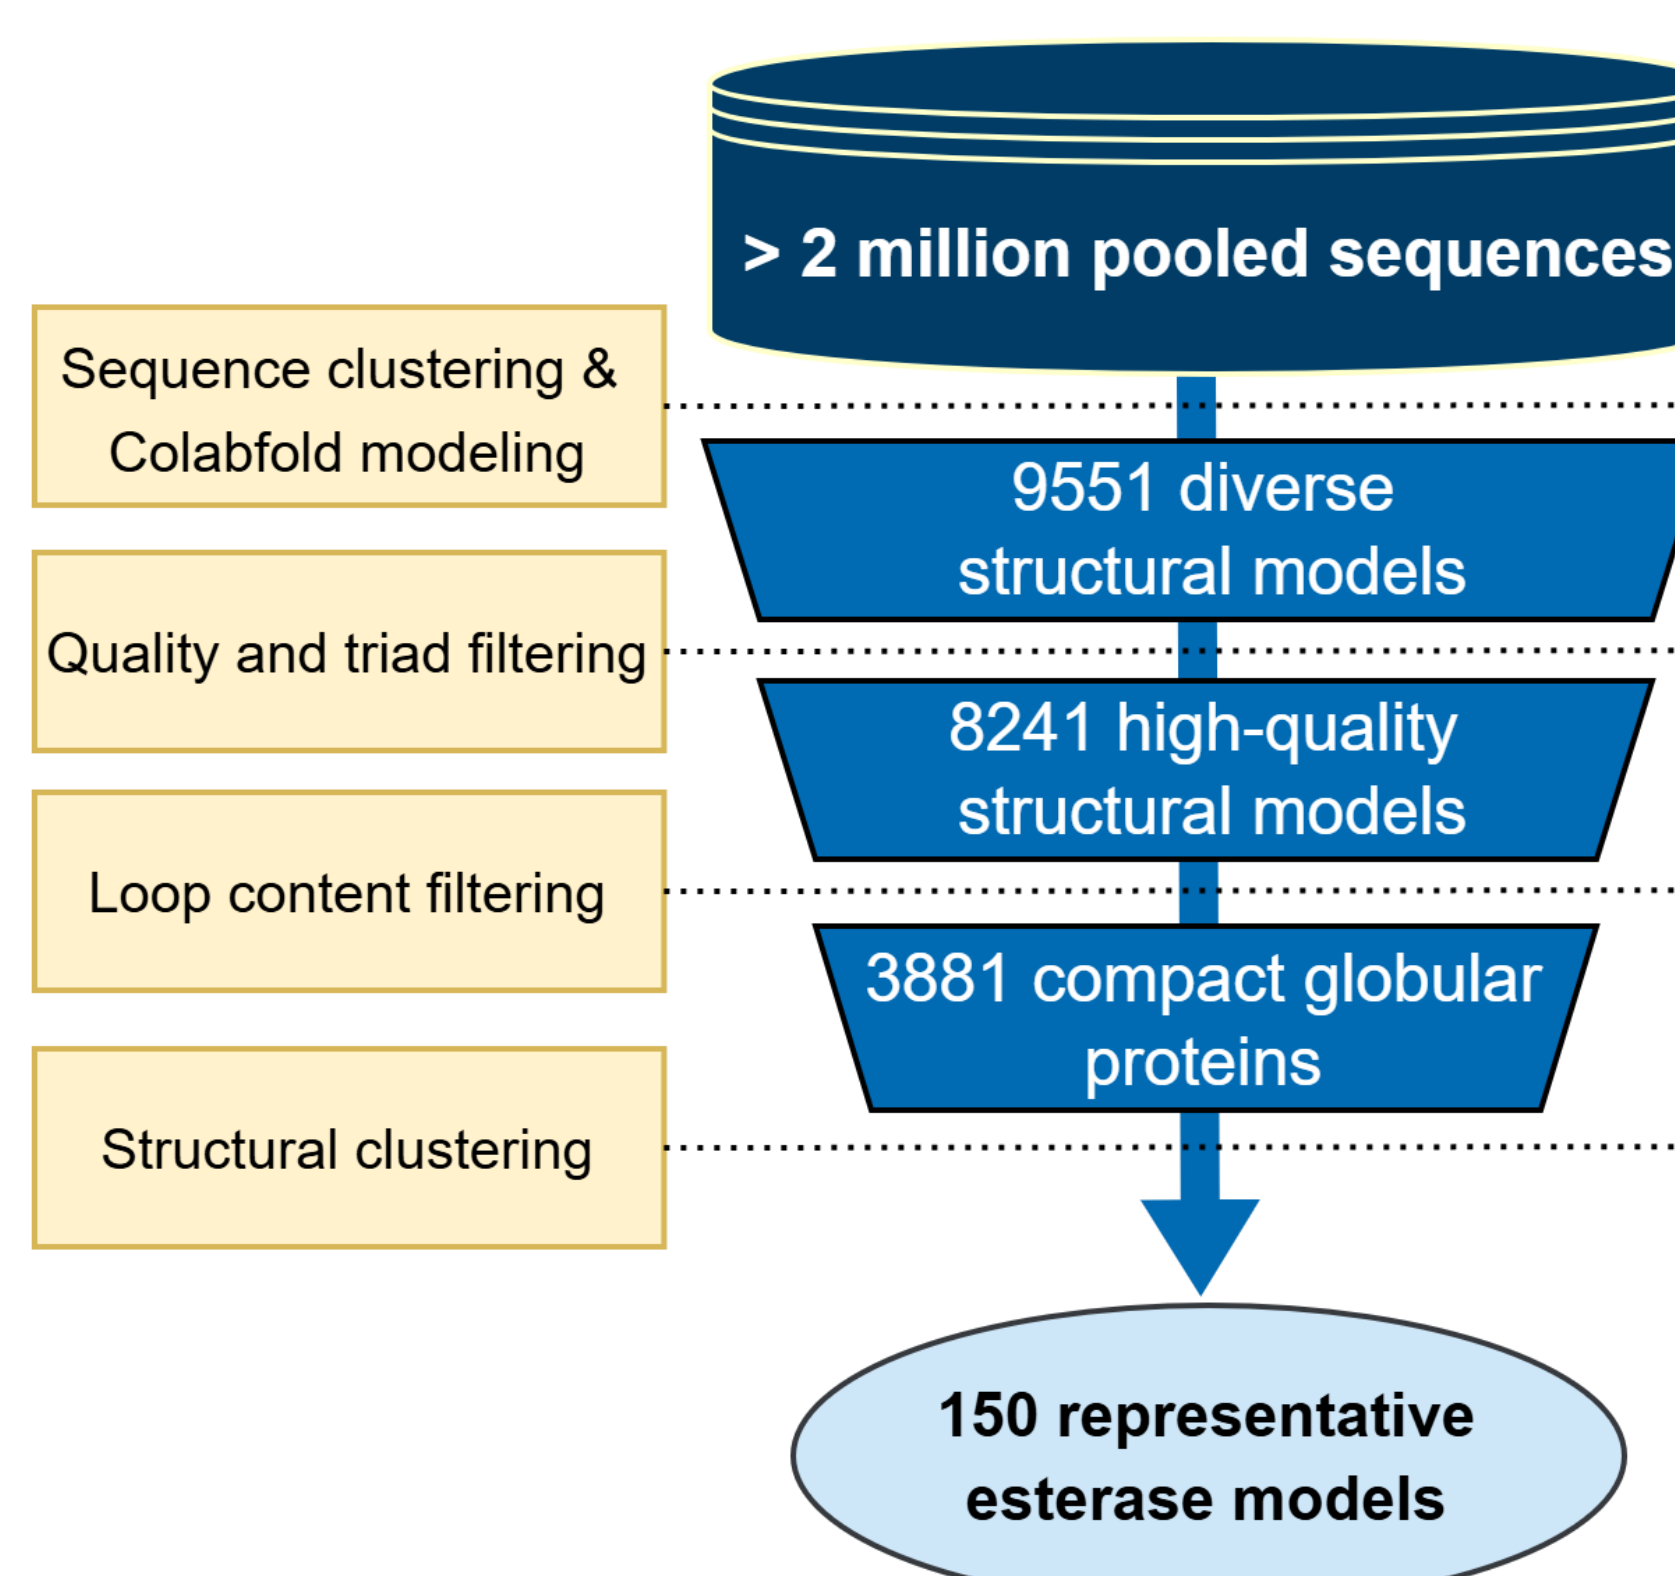 > 2 million pooled sequences
Sequence clustering &
Colabfold modeling
9551 diverse
structural models
Quality and triad filtering
8241 high-quality
structural models
Loop content filtering
3881 compact globular
proteins
Structural clustering
150 representative
esterase models